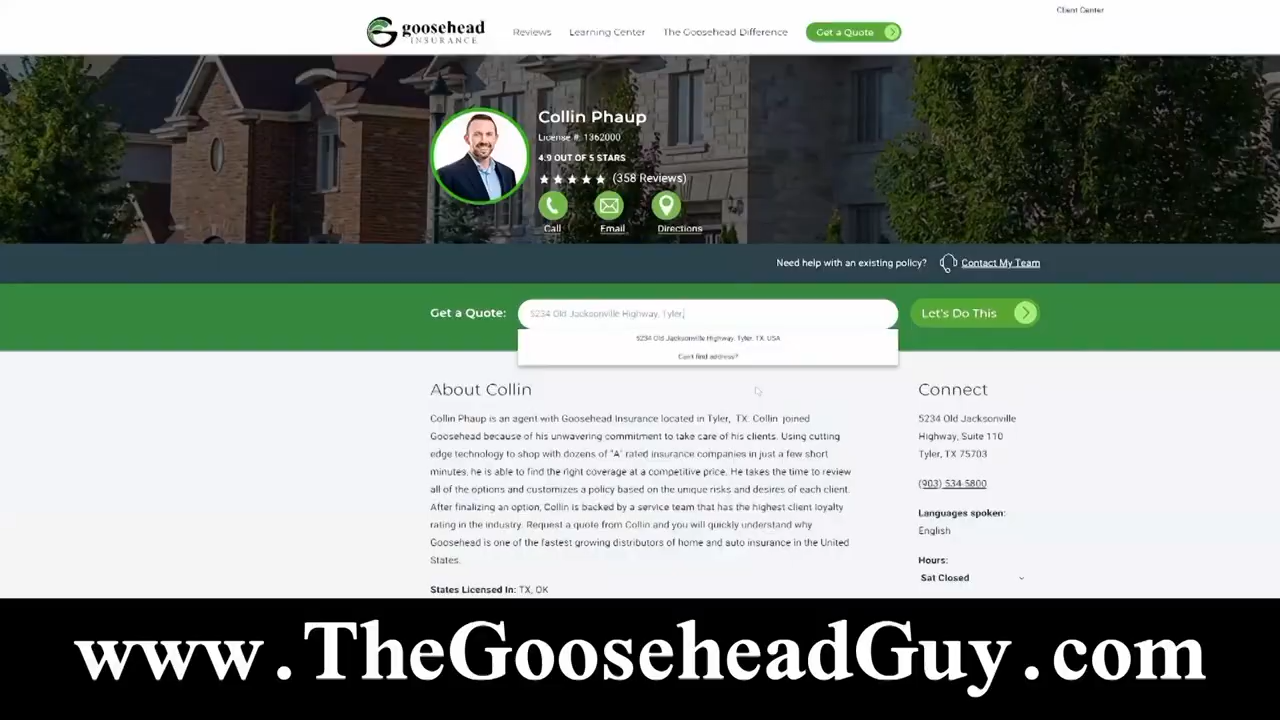 Client Center
goosehead
INSURANCE
Reviews
Learning Center
The Goosehead Difference
Get a Quote
Collin Phaup
License #: 1362000
4.9 OUT OF 5 STARS
(358 Reviews)
Call
Email
Directions
Need help with an existing policy?
Contact My Team
Get a Quote:
5234 Old Jacksonville Highway, Tyler,
Let's Do This
5234 Old Jacksonville Highway, Tyler, TX, USA
Can't find address?
About Collin
Collin Phaup is an agent with Goosehead Insurance located in Tyler, TX. Collin joined
Goosehead because of his unwavering commitment to take care of his clients. Using cutting
edge technology to shop with dozens of "A" rated insurance companies in just a few short
minutes, he is able to find the right coverage at a competitive price. He takes the time to review
all of the options and customizes a policy based on the unique risks and desires of each client.
After finalizing an option, Collin is backed by a service team that has the highest client loyalty
rating in the industry. Request a quote from Collin and you will quickly understand why
Goosehead is one of the fastest growing distributors of home and auto insurance in the United
States.
States Licensed In: TX, OK
Connect
5234 Old Jacksonville
Highway, Suite 110
Tyler, TX 75703
(903) 534-5800
Languages spoken:
English
Hours:
Sat Closed
www.TheGooseheadGuy.com